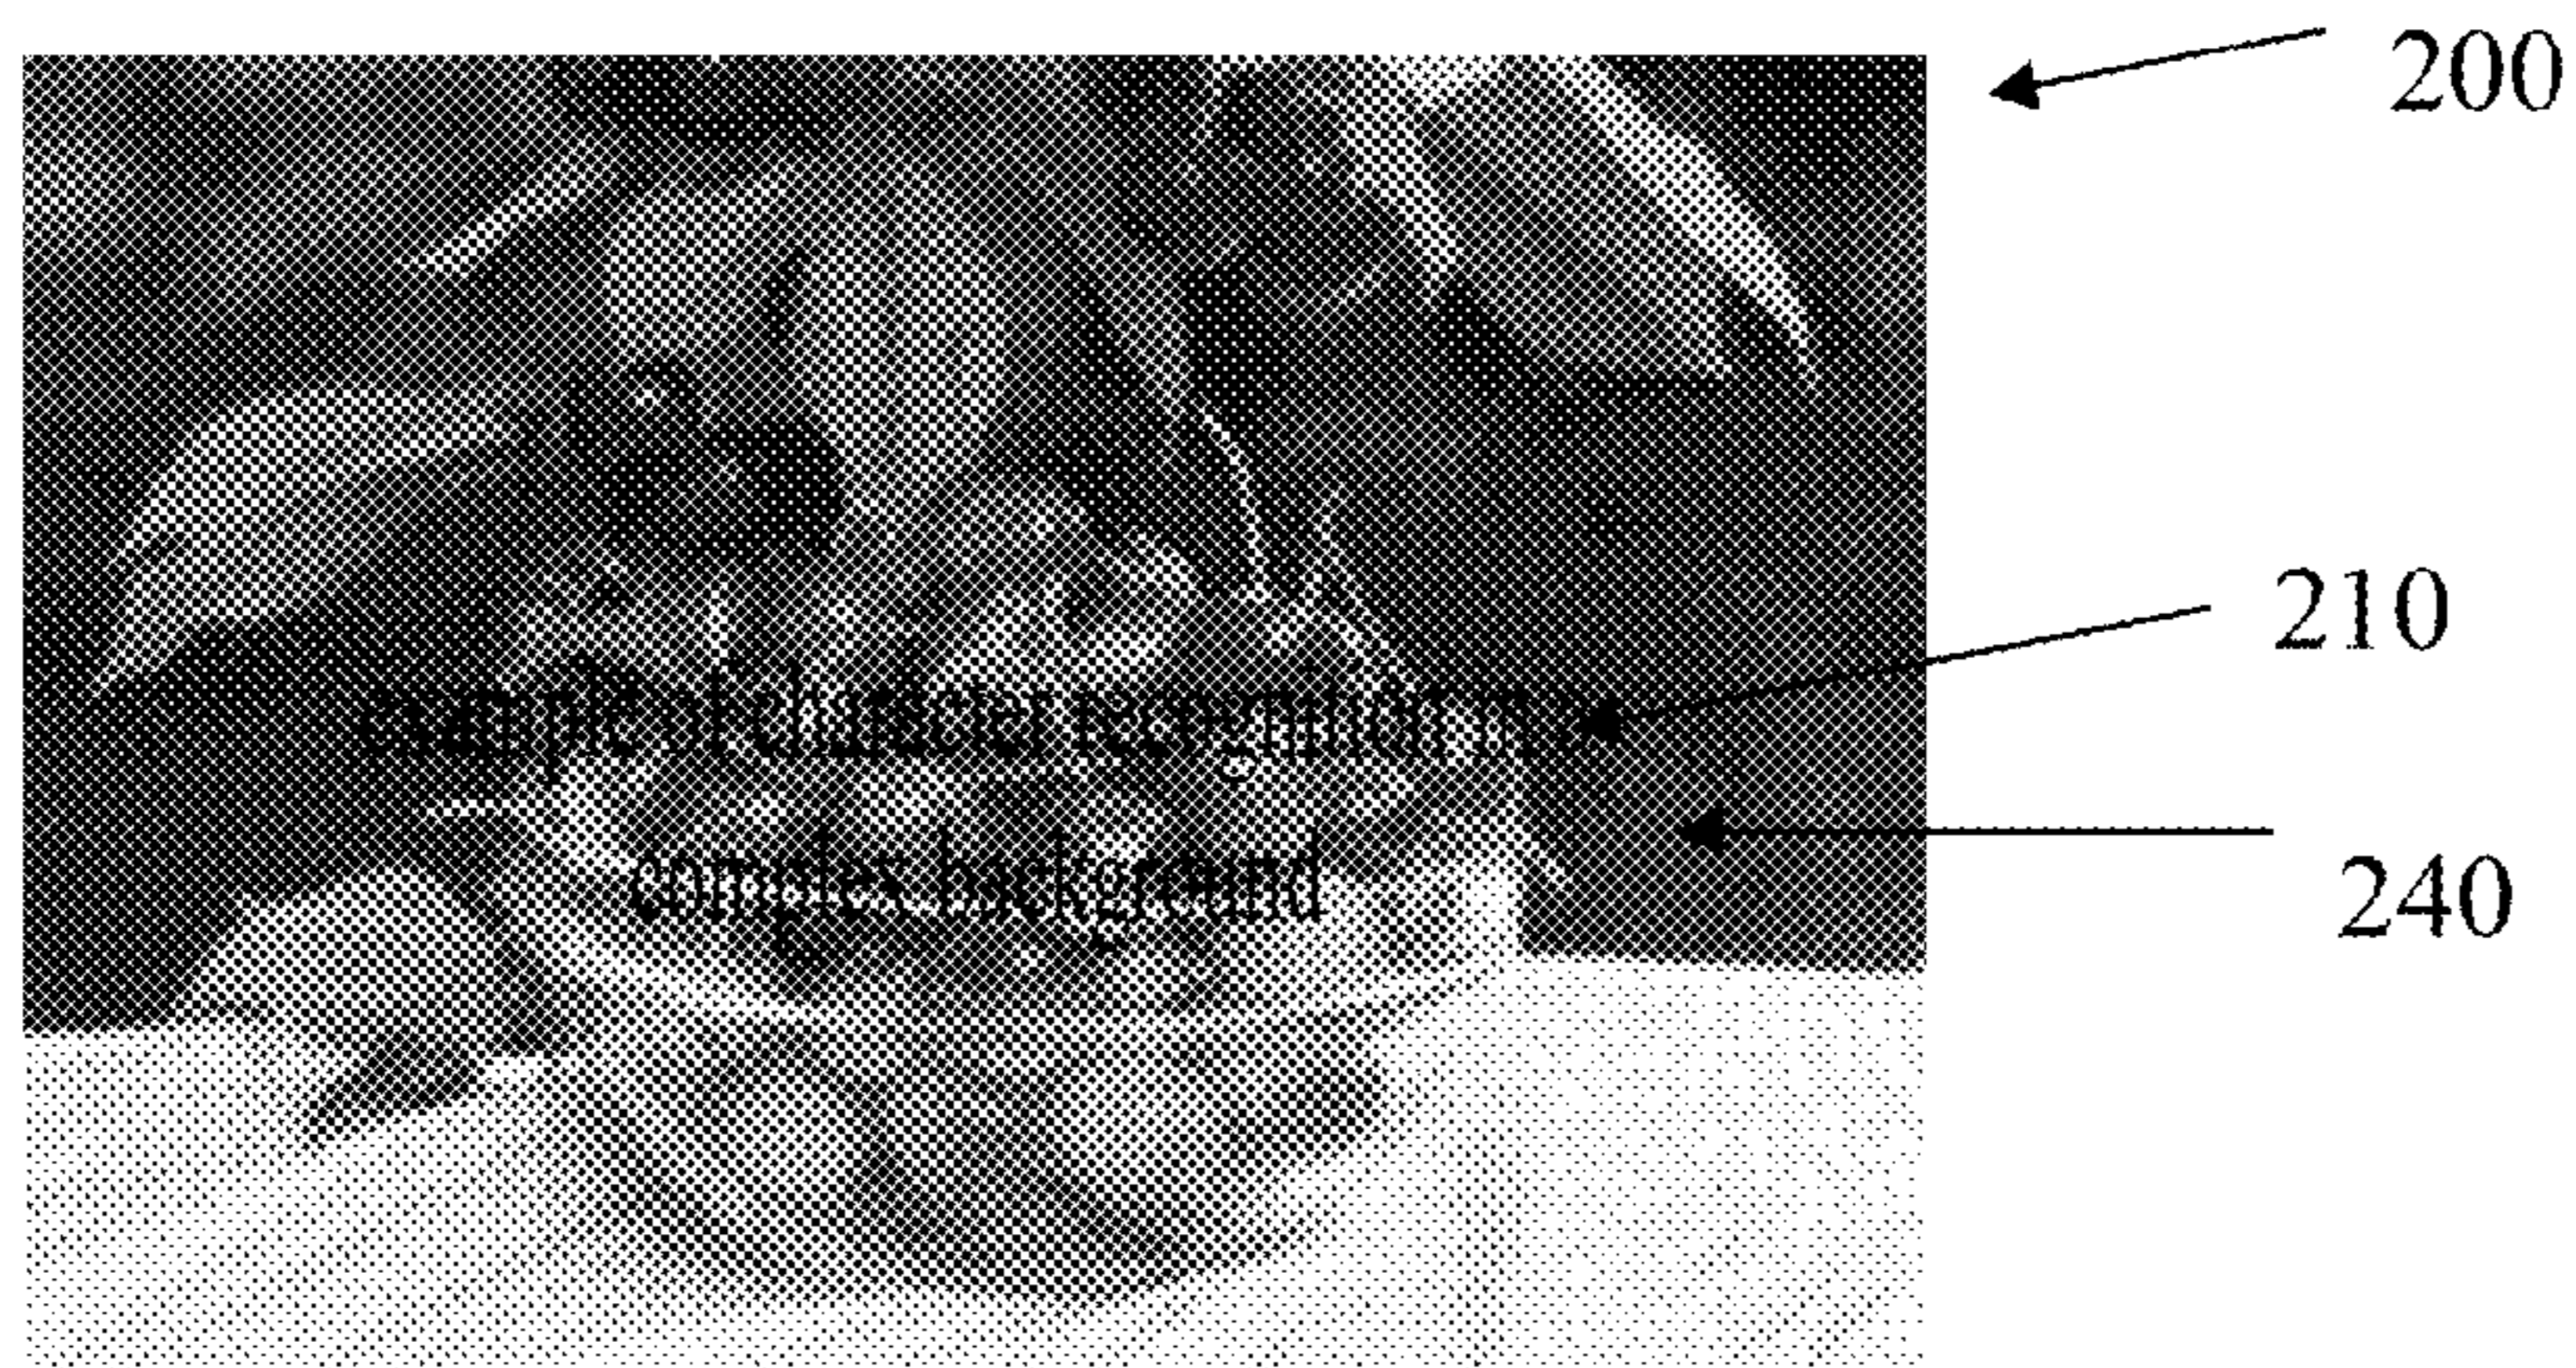 200
210
example of character recognition in a
complex background
240